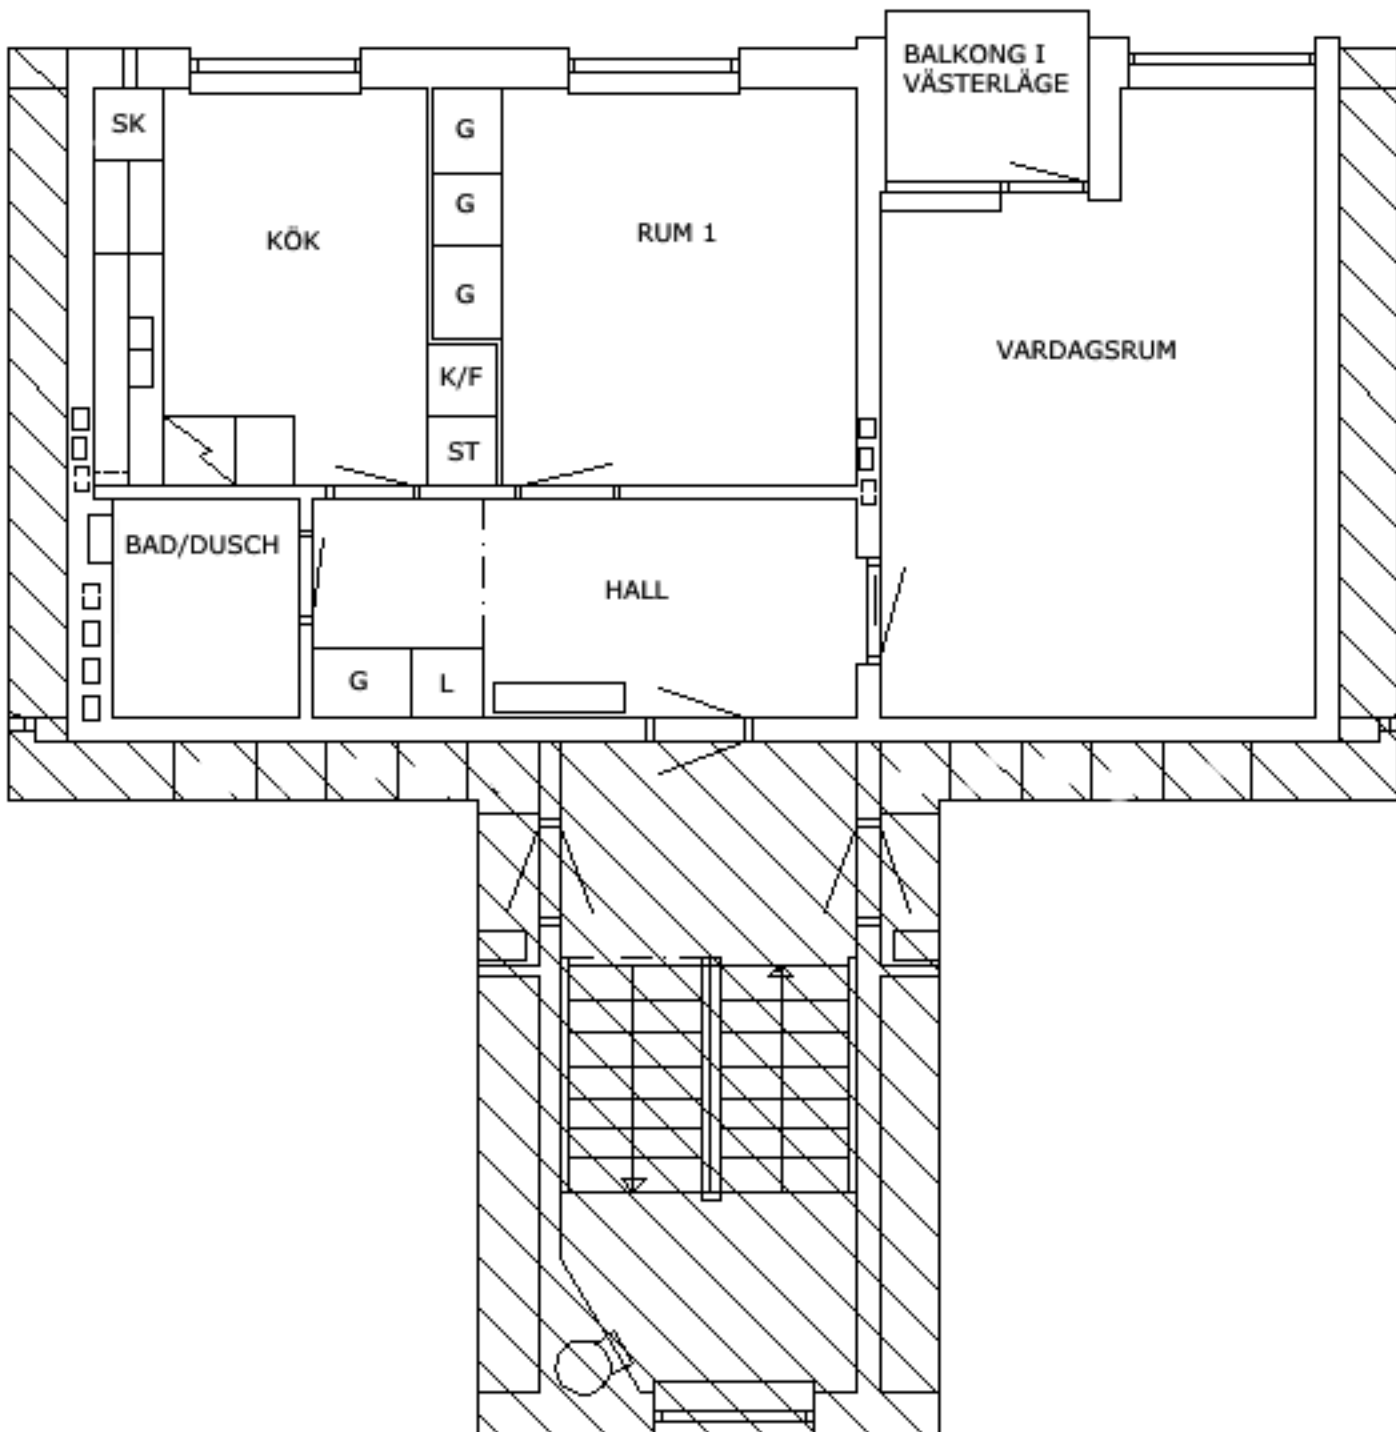 BALKONG I
VÄSTERLÄGE
SK
G
G
KÖK
RUM 1
G
VARDAGSRUM
K/F
ST
BAD/DUSCH
HALL
G
L